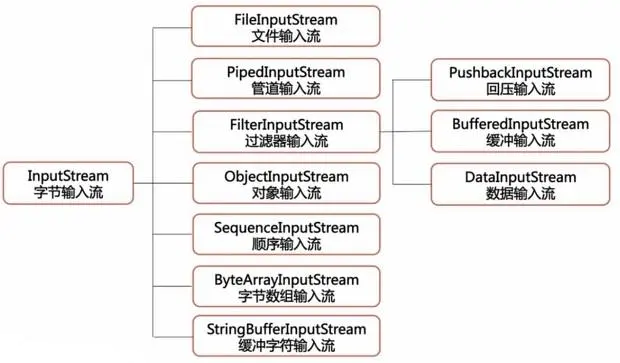 FileInputStream
文件输入流
PipedInputStream
管道输入流
PushbackInputStream
回压输入流
FilterInputStream
过滤器输入流
BufferedInputStream
缓冲输入流
InputStream
字节输入流
ObjectInputStream
对象输入流
DataInputStream
数据输入流
SequenceInputStream
顺序输入流
ByteArrayInputStream
字节数组输入流
StringBufferInputStream
缓冲字符输入流